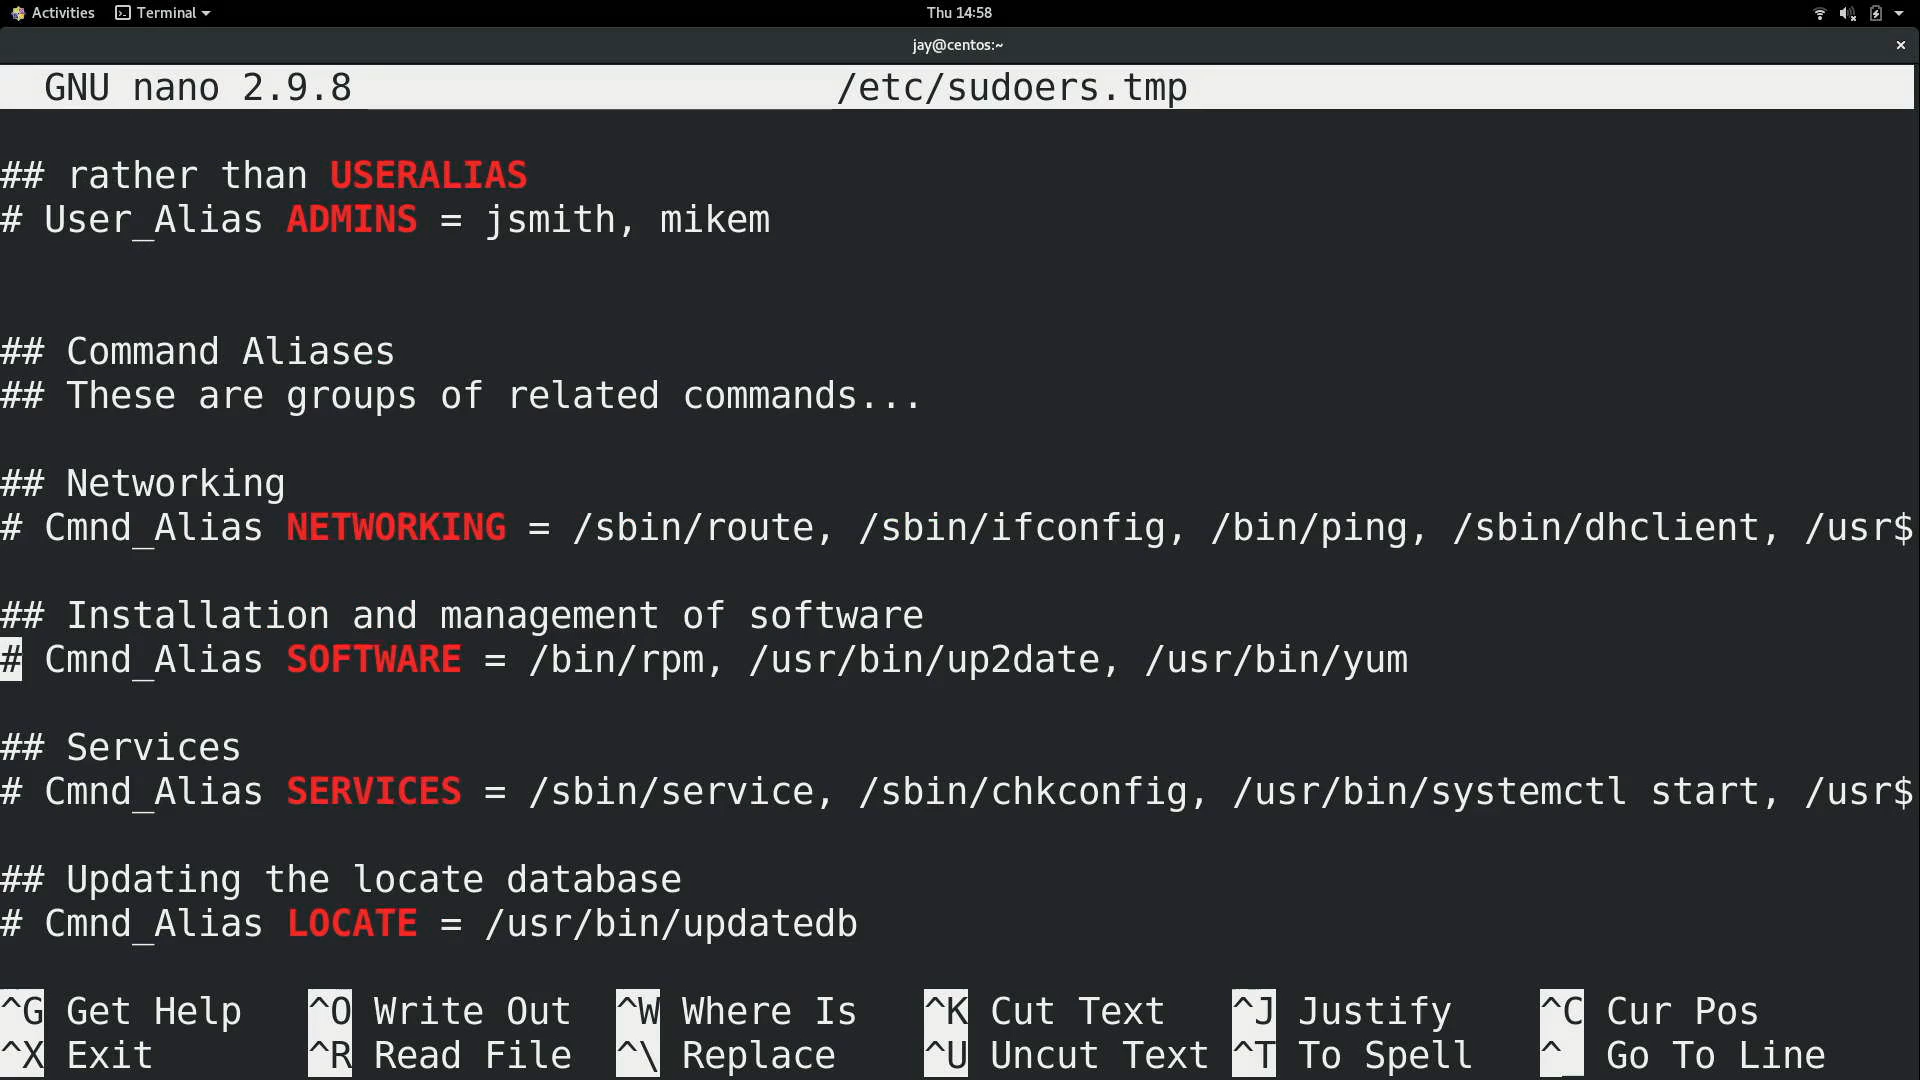 Activities Terminal Thu 14:58
jay@centos:~ ×
GNU nano 2.9.8 /etc/sudoers.tmp
## rather than USERALIAS
# User_Alias ADMINS = jsmith, mikem
## Command Aliases
## These are groups of related commands...
## Networking
# Cmnd_Alias NETWORKING = /sbin/route, /sbin/ifconfig, /bin/ping, /sbin/dhclient, /usr$
## Installation and management of software
# Cmnd_Alias SOFTWARE = /bin/rpm, /usr/bin/up2date, /usr/bin/yum
## Services
# Cmnd_Alias SERVICES = /sbin/service, /sbin/chkconfig, /usr/bin/systemctl start, /usr$
## Updating the locate database
# Cmnd_Alias LOCATE = /usr/bin/updatedb
^G Get Help ^O Write Out ^W Where Is ^K Cut Text ^J Justify ^C Cur Pos
^X Exit ^R Read File ^\ Replace ^U Uncut Text ^T To Spell ^_ Go To Line